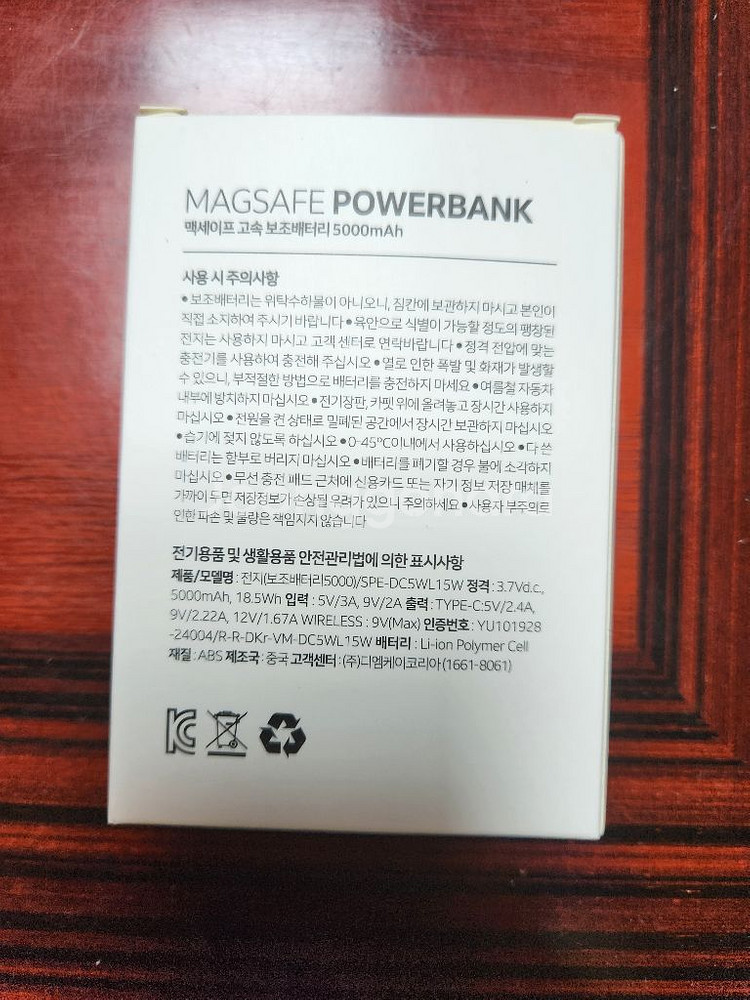 MAGSAFE POWERBANK
맥세이프 고속 보조배터리 5000mAh
사용 시 주의사항
• 보조배터리는 위탁수하물이 아니오니, 짐칸에 보관하지 마시고 본인이
직접 소지하여 주시기 바랍니다 • 육안으로 식별이 가능할 정도의 팽창된
전지는 사용하지 마시고 고객 센터로 연락바랍니다 • 정격 전압에 맞는
충전기를 사용하여 충전해 주십시오 • 열로 인한 폭발 및 화재가 발생할
수 있으니, 부적절한 방법으로 배터리를 충전하지 마세요 • 여름철 자동차
내부에 방치하지 마십시오 • 전기장판, 카펫 위에 올려놓고 장시간 사용하지
마십시오 • 전원을 켠 상태로 밀폐된 공간에서 장시간 보관하지 마십시오
• 습기에 젖지 않도록 하십시오 • 0-45°C이내에서 사용하십시오 • 다 쓴
배터리는 함부로 버리지 마십시오 • 배터리를 폐기할 경우 불에 소각하지
마십시오 • 무선 충전 패드 근처에 신용카드 또는 자기 정보 저장 매체를
가까이 두면 저장정보가 손상될 우려가 있으니 주의하세요 • 사용자 부주의로
인한 파손 및 불량은 책임지지 않습니다
전기용품 및 생활용품 안전관리법에 의한 표시사항
제품/모델명 : 전지(보조배터리5000)/SPE-DC5WL15W 정격 : 3.7Vd.c.,
5000mAh, 18.5Wh 입력 : 5V/3A, 9V/2A 출력 : TYPE-C:5V/2.4A,
9V/2.22A, 12V/1.67A WIRELESS : 9V(Max) 인증번호 : YU101928
-24004/R-R-DKr-VM-DC5WL15W 배터리 : Li-ion Polymer Cell
재질 : ABS 제조국 : 중국 고객센터 : (주)디엠케이코리아 (1661-8061)